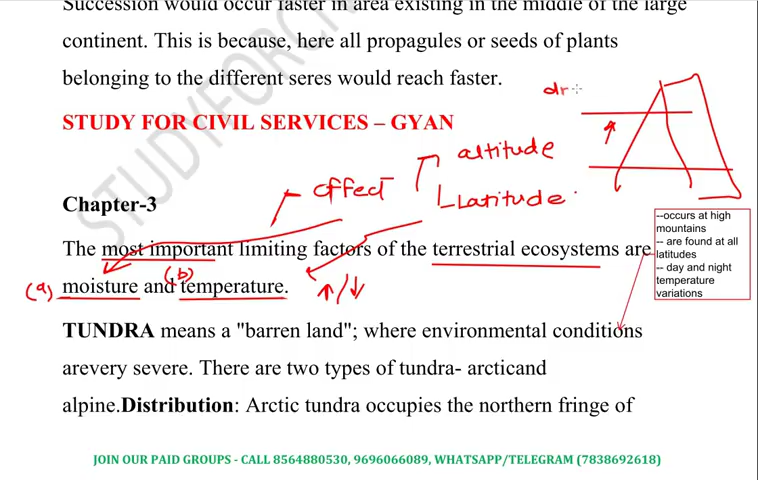 Succession would occur faster in area existing in the middle of the large
continent. This is because, here all propagules or seeds of plants
belonging to the different seres would reach faster.
dr
STUDY FOR CIVIL SERVICES – GYAN
altitude
effect
Latitude
Chapter-3
--occurs at high
mountains
-- are found at all
latitudes
-- day and night
temperature
variations
The most important limiting factors of the terrestrial ecosystems are
(a) moisture and (b) temperature. ↑/↓
TUNDRA means a "barren land"; where environmental conditions
arevery severe. There are two types of tundra- arcticand
alpine.Distribution: Arctic tundra occupies the northern fringe of
STUDYFORCIV
JOIN OUR PAID GROUPS - CALL 8564880530, 9696066089, WHATSAPP/TELEGRAM (7838692618)